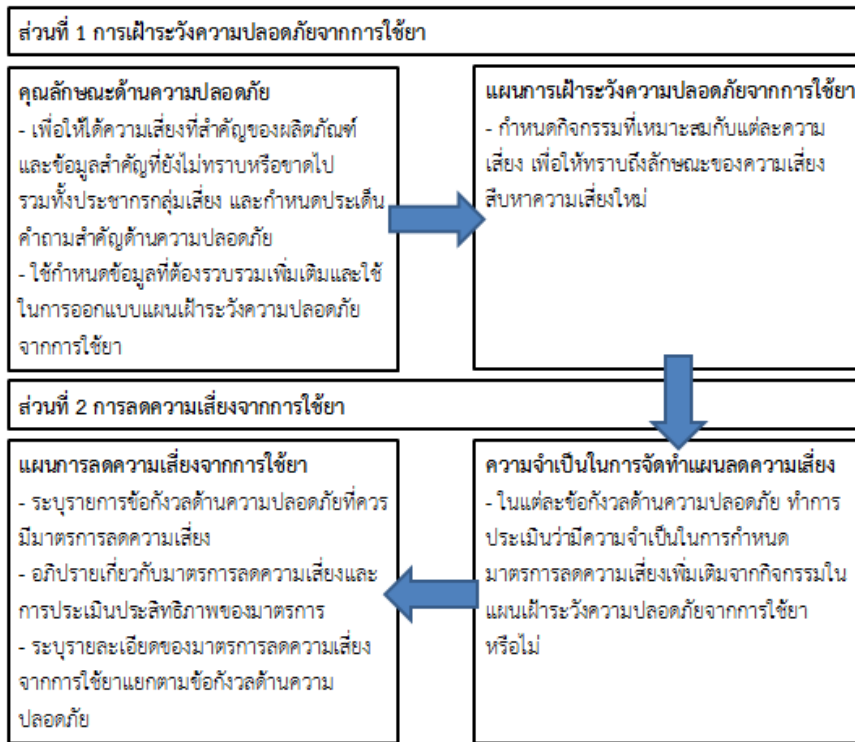 ส่วนที่ 1 การเฝ้าระวังความปลอดภัยจากการใช้ยา
คุณลักษณะด้านความปลอดภัย
- เพื่อให้ได้ความเสี่ยงที่สำคัญของผลิตภัณฑ์
และข้อมูลสำคัญที่ยังไม่ทราบหรือขาดไป
รวมทั้งประชากรกลุ่มเสี่ยง และกำหนดประเด็น
คำถามสำคัญด้านความปลอดภัย
- ใช้กำหนดข้อมูลที่ต้องรวบรวมเพิ่มเติมและใช้
ในการออกแบบแผนเฝ้าระวังความปลอดภัย
จากการใช้ยา
แผนการเฝ้าระวังความปลอดภัยจากการใช้ยา
- กำหนดกิจกรรมที่เหมาะสมกับแต่ละความ
เสี่ยง เพื่อให้ทราบถึงลักษณะของความเสี่ยง
สืบหาความเสี่ยงใหม่
ส่วนที่ 2 การลดความเสี่ยงจากการใช้ยา
ความจำเป็นในการจัดทำแผนลดความเสี่ยง
- ในแต่ละข้อกังวลด้านความปลอดภัย ทำการ
ประเมินว่ามีความจำเป็นในการกำหนด
มาตรการลดความเสี่ยงเพิ่มเติมจากกิจกรรมใน
แผนเฝ้าระวังความปลอดภัยจากการใช้ยา
หรือไม่
แผนการลดความเสี่ยงจากการใช้ยา
- ระบุรายการข้อกังวลด้านความปลอดภัยที่ควร
มีมาตรการลดความเสี่ยง
- อภิปรายเกี่ยวกับมาตรการลดความเสี่ยงและ
การประเมินประสิทธิภาพของมาตรการ
- ระบุรายละเอียดของมาตรการลดความเสี่ยง
จากการใช้ยาแยกตามข้อกังวลด้านความ
ปลอดภัย